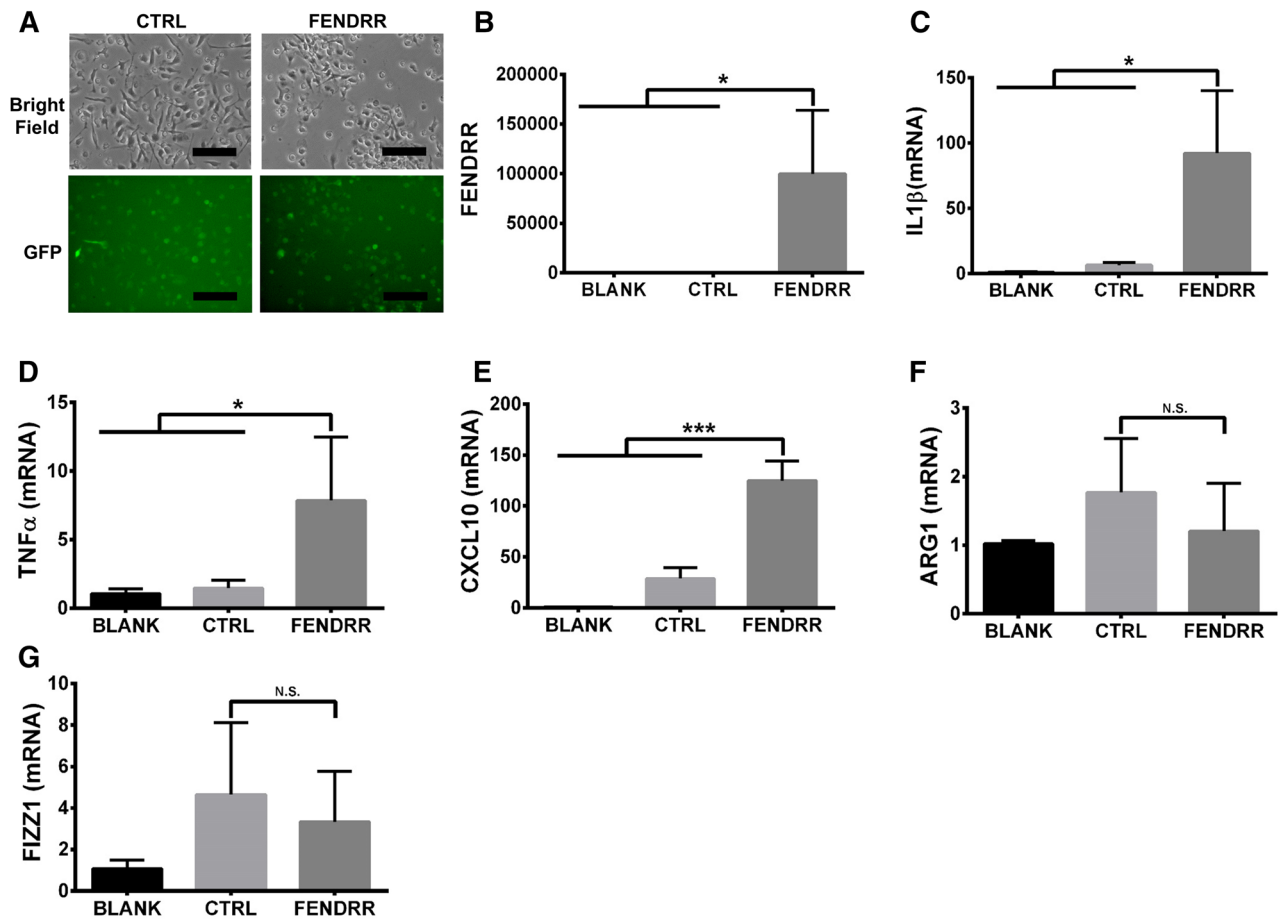 A
CTRL
FENDRR
Bright
Field
GFP
B
FENDRR
200000
150000
100000
50000
0
*
BLANK
CTRL
FENDRR
C
IL1β(mRNA)
150
100
50
0
*
BLANK
CTRL
FENDRR
D
TNFα (mRNA)
15
10
5
0
*
BLANK
CTRL
FENDRR
E
CXCL10 (mRNA)
200
150
100
50
0
***
BLANK
CTRL
FENDRR
F
ARG1 (mRNA)
3
2
1
0
N.S.
BLANK
CTRL
FENDRR
G
FIZZ1 (mRNA)
10
8
6
4
2
0
N.S.
BLANK
CTRL
FENDRR